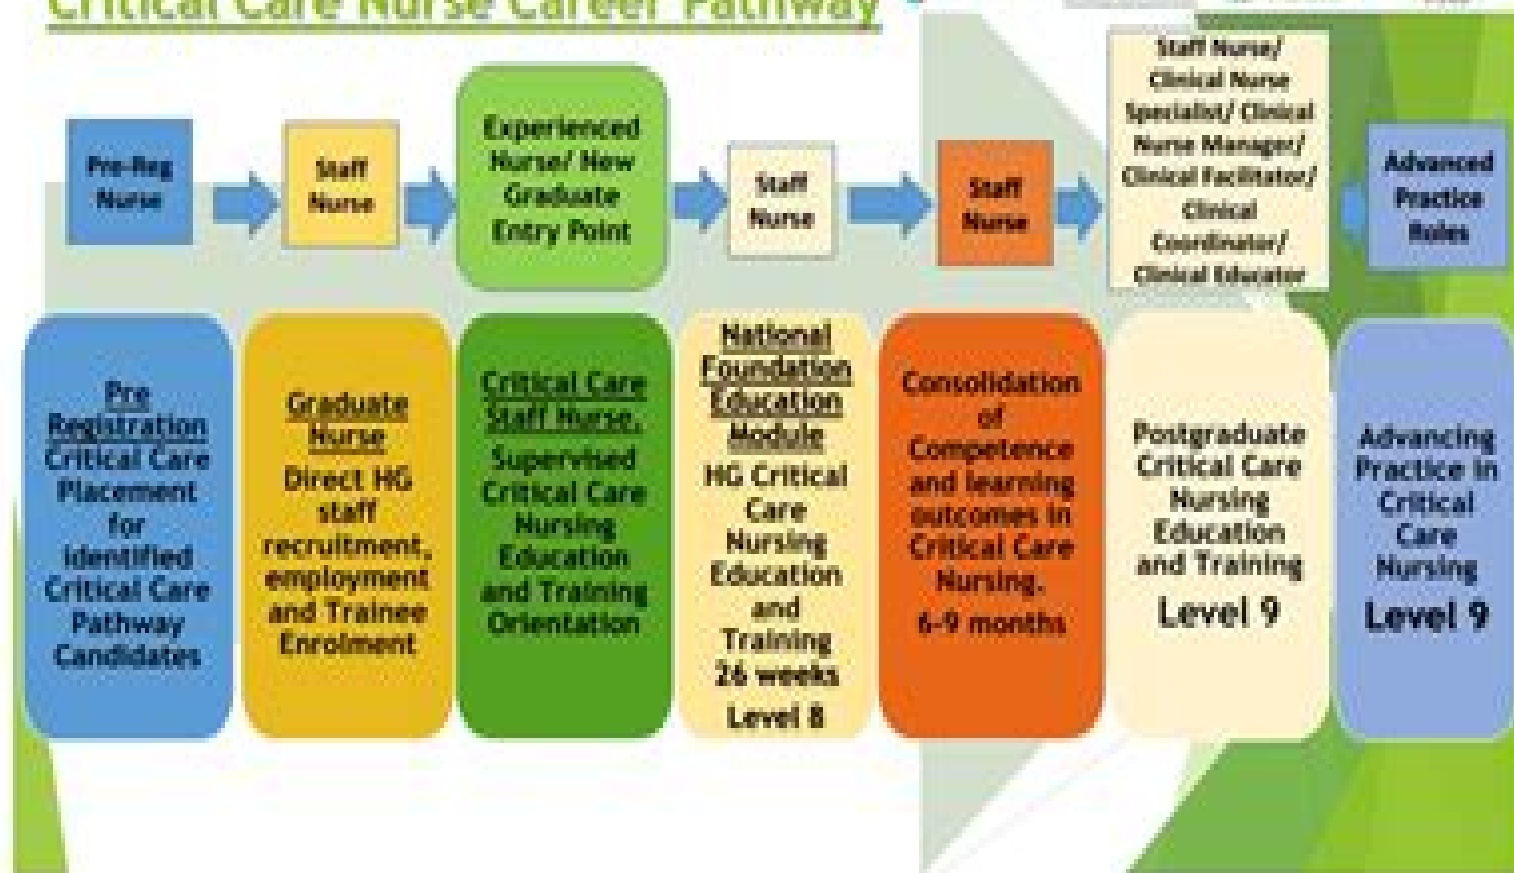 Critical Care Nurse Career Pathway
Pre-Reg
Nurse
Staff
Nurse
Experienced
Nurse/ New
Graduate
Entry Point
Staff
Nurse
Staff
Nurse
Staff Nurse/
Clinical Nurse
Specialist/ Clinical
Nurse Manager/
Clinical Facilitator/
Clinical
Coordinator/
Clinical Educator
Advanced
Practice
Roles
Pre
Registration
Critical Care
Placement
for
identified
Critical Care
Pathway
Candidates
Graduate
Nurse
Direct HG
staff
recruitment,
employment
and Trainee
Enrolment
Critical Care
Staff Nurse.
Supervised
Critical Care
Nursing
Education
and Training
Orientation
National
Foundation
Education
Module
HG Critical
Care
Nursing
Education
and
Training
26 weeks
Level 8
Consolidation
of
Competence
and learning
outcomes in
Critical Care
Nursing.
6-9 months
Postgraduate
Critical Care
Nursing
Education
and Training
Level 9
Advancing
Practice in
Critical
Care
Nursing
Level 9